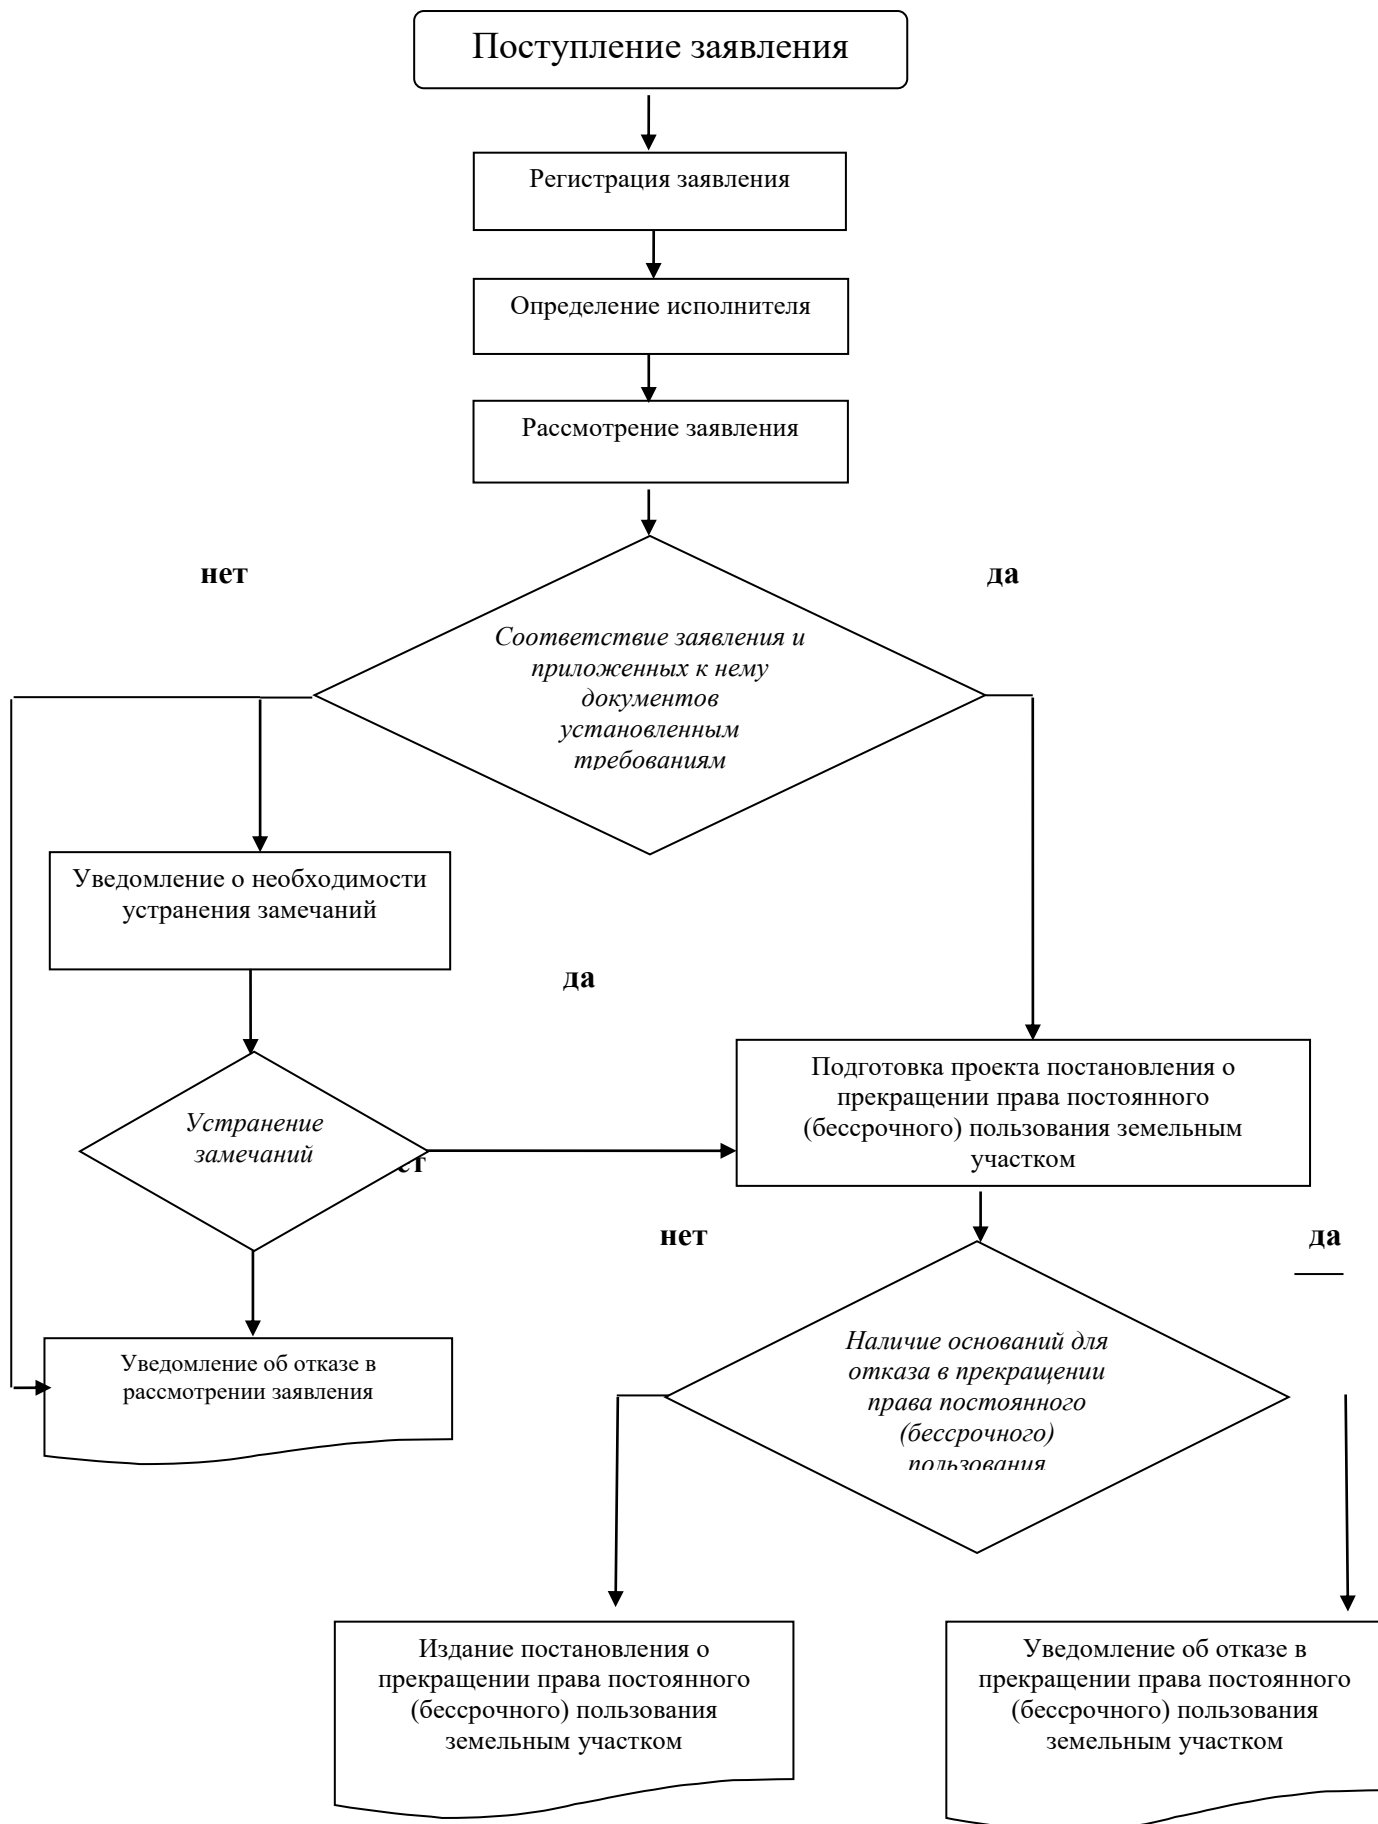 Поступление заявления
Регистрация заявления
Определение исполнителя
Рассмотрение заявления
нет
да
Соответствие заявления и
приложенных к нему
документов
установленным
требованиям
Уведомление о необходимости
устранения замечаний
да
Подготовка проекта постановления о
прекращении права постоянного
(бессрочного) пользования земельным
участком
Устранение
замечаний
нет
да
Наличие оснований для
отказа в прекращении
права постоянного
(бессрочного)
пользования
Уведомление об отказе в
рассмотрении заявления
Издание постановления о
прекращении права постоянного
(бессрочного) пользования
земельным участком
Уведомление об отказе в
прекращении права постоянного
(бессрочного) пользования
земельным участком